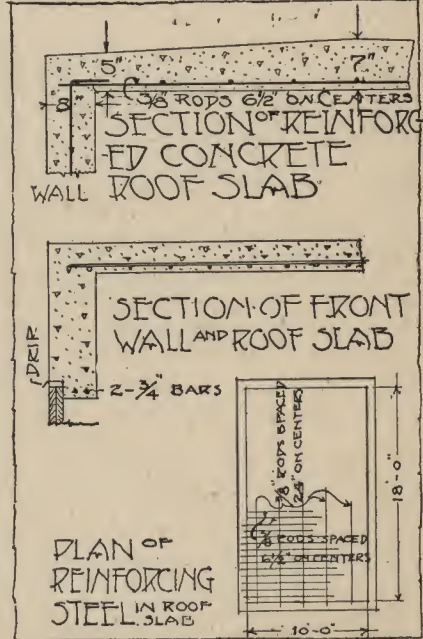 5"
7"
8"
3/8" RODS 6 1/2" ON CENTERS
SECTION OF REINFORC
ED CONCRETE
ROOF SLAB
WALL
SECTION OF FRONT
WALL AND ROOF SLAB
DRIP
2-3/4" BARS
3/8" RODS SPACED
24" ON CENTERS
3/8" RODS SPACED
6 1/2" ON CENTERS
18'-0"
10'-0"
PLAN OF
REINFORCING
STEEL IN ROOF
SLAB